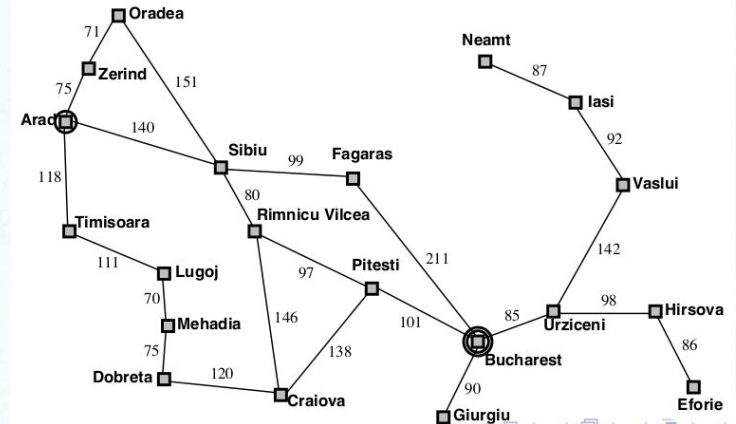 Oradea
71
Neamt
Zerind
87
151
75
Iasi
Arad
140
92
Sibiu
Fagaras
99
118
Vaslui
80
Timisoara
Rimnicu Vilcea
142
111
97
Pitesti
211
Lugoj
70
98
Hirsova
146
101
85
Urziceni
Mehadia
138
86
75
Bucharest
Dobreta
120
90
Craiova
Eforie
Giurgiu